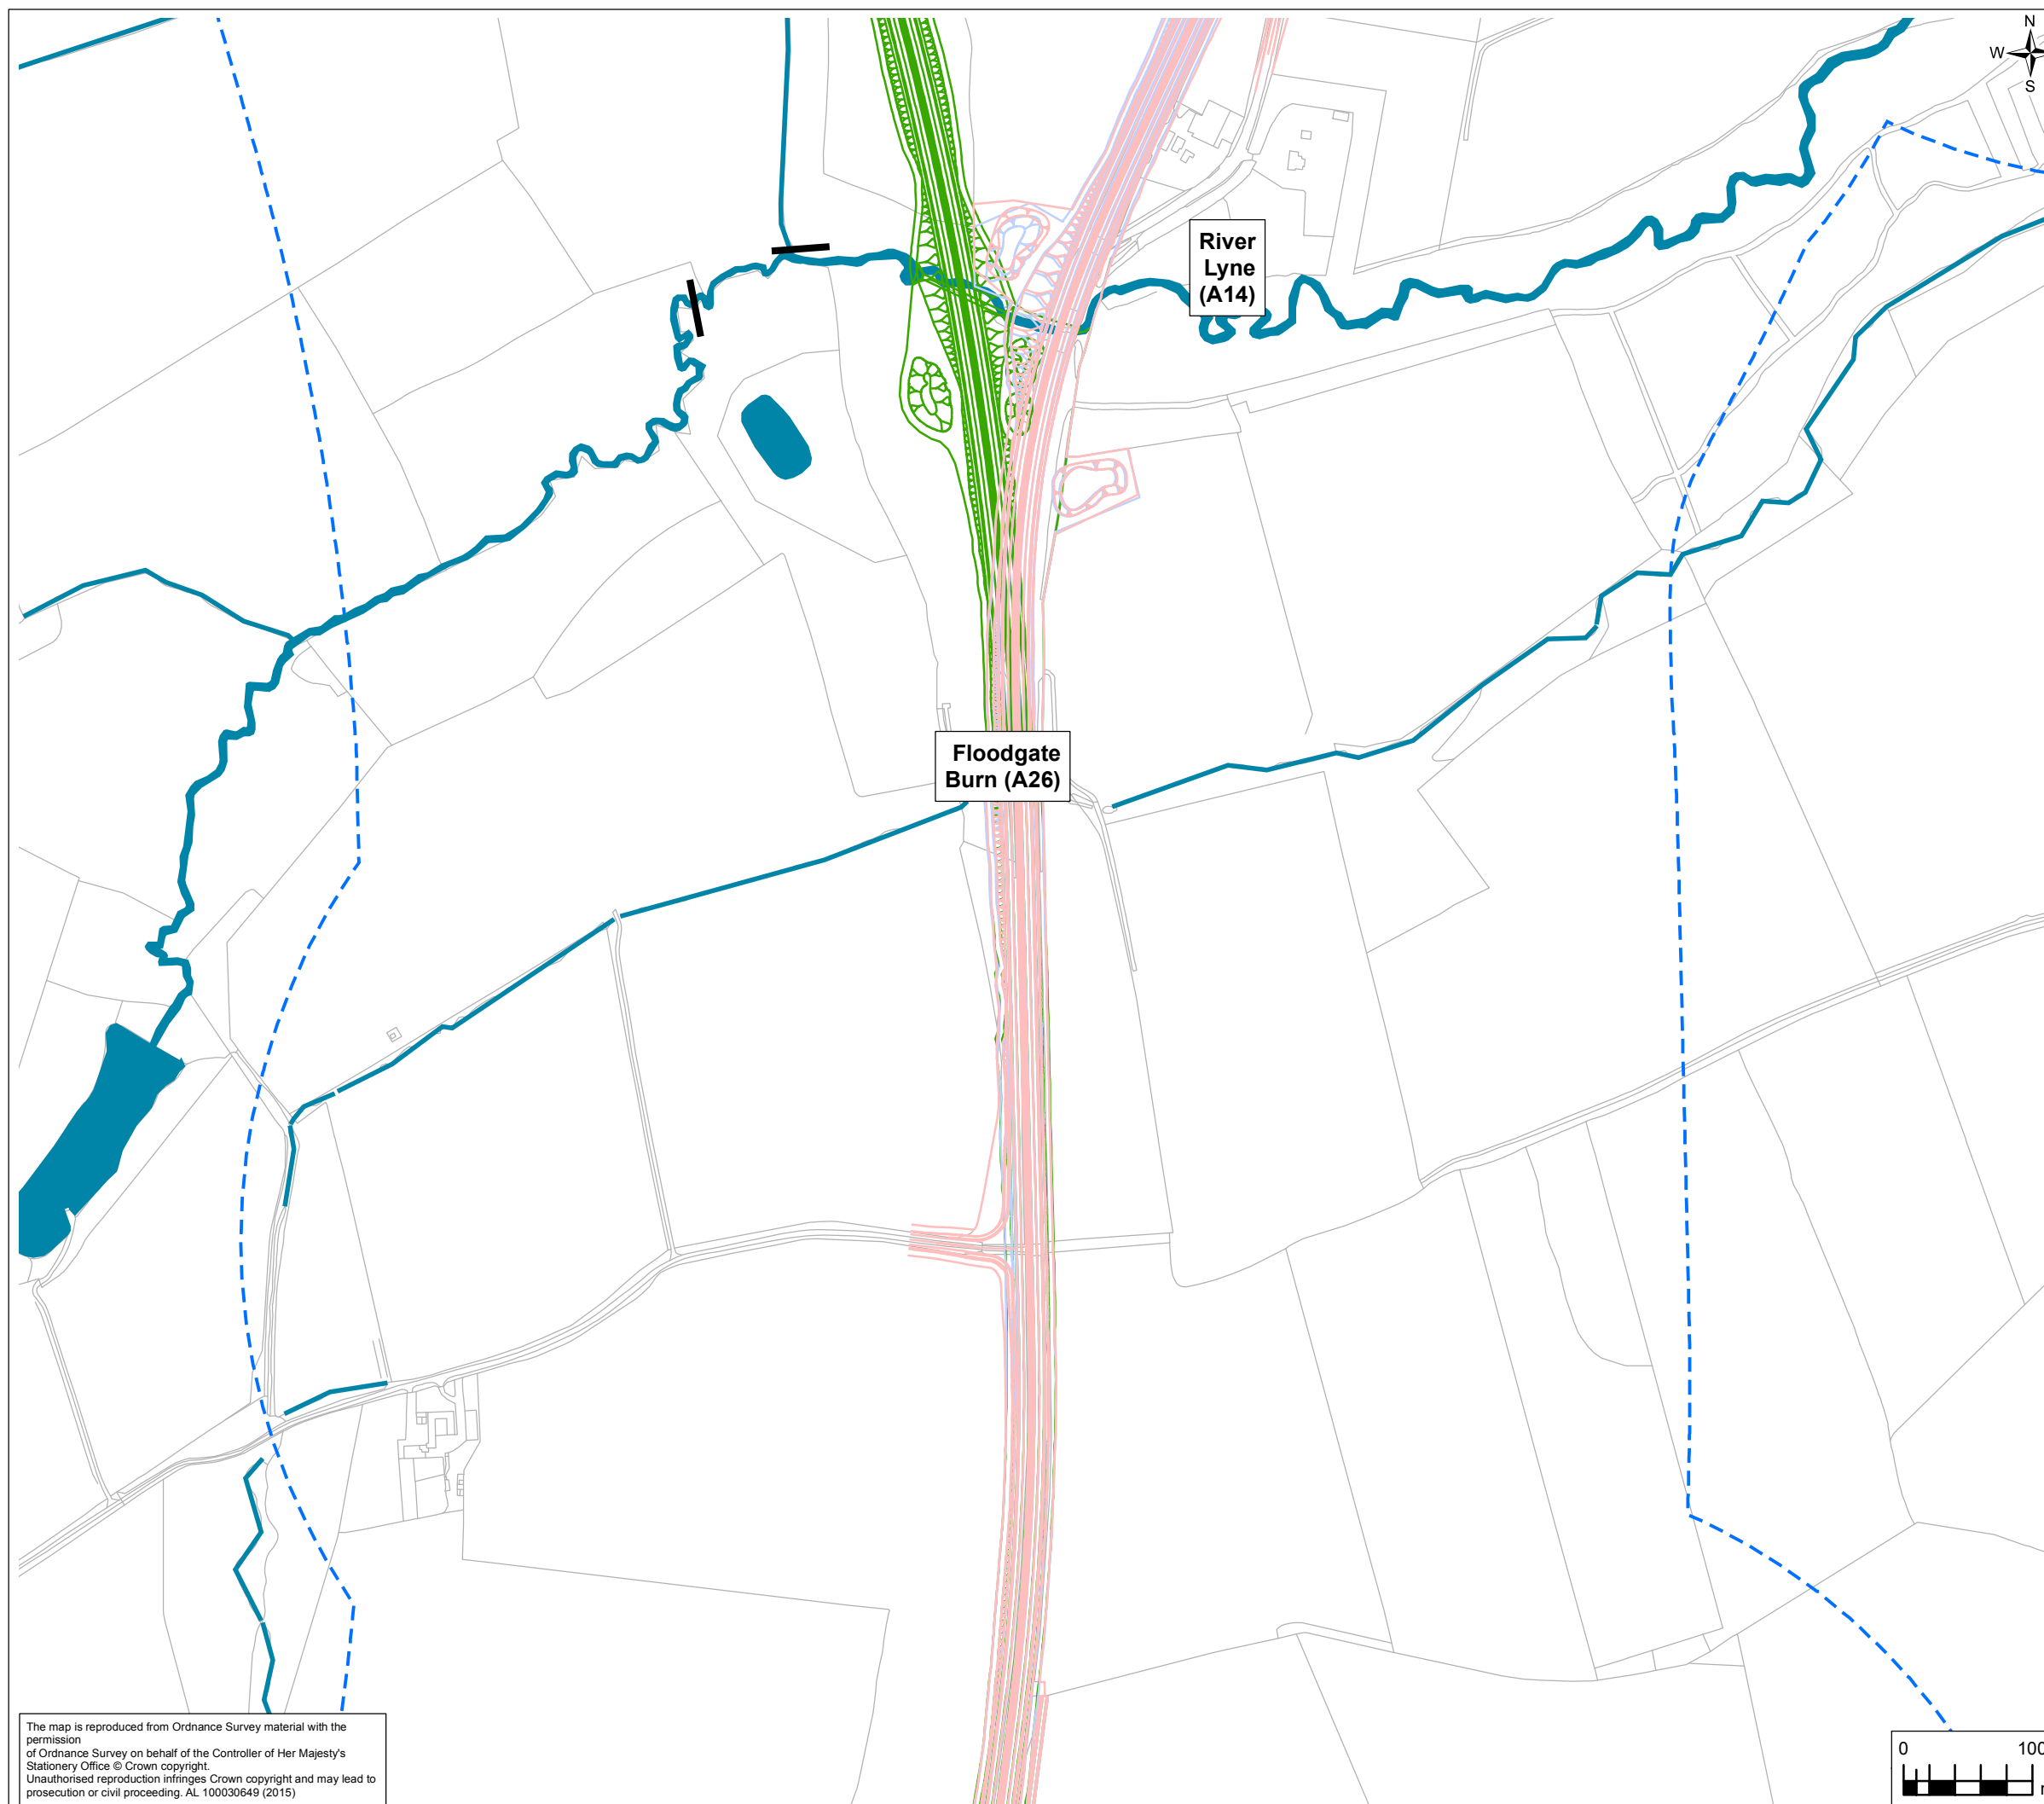 N
W
S
River
Lyne
(A14)
Floodgate
Burn (A26)
The map is reproduced from Ordnance Survey material with the
permission
of Ordnance Survey on behalf of the Controller of Her Majesty's
Stationery Office © Crown copyright.
Unauthorised reproduction infringes Crown copyright and may lead to
prosecution or civil proceeding. AL 100030649 (2015)
0 100